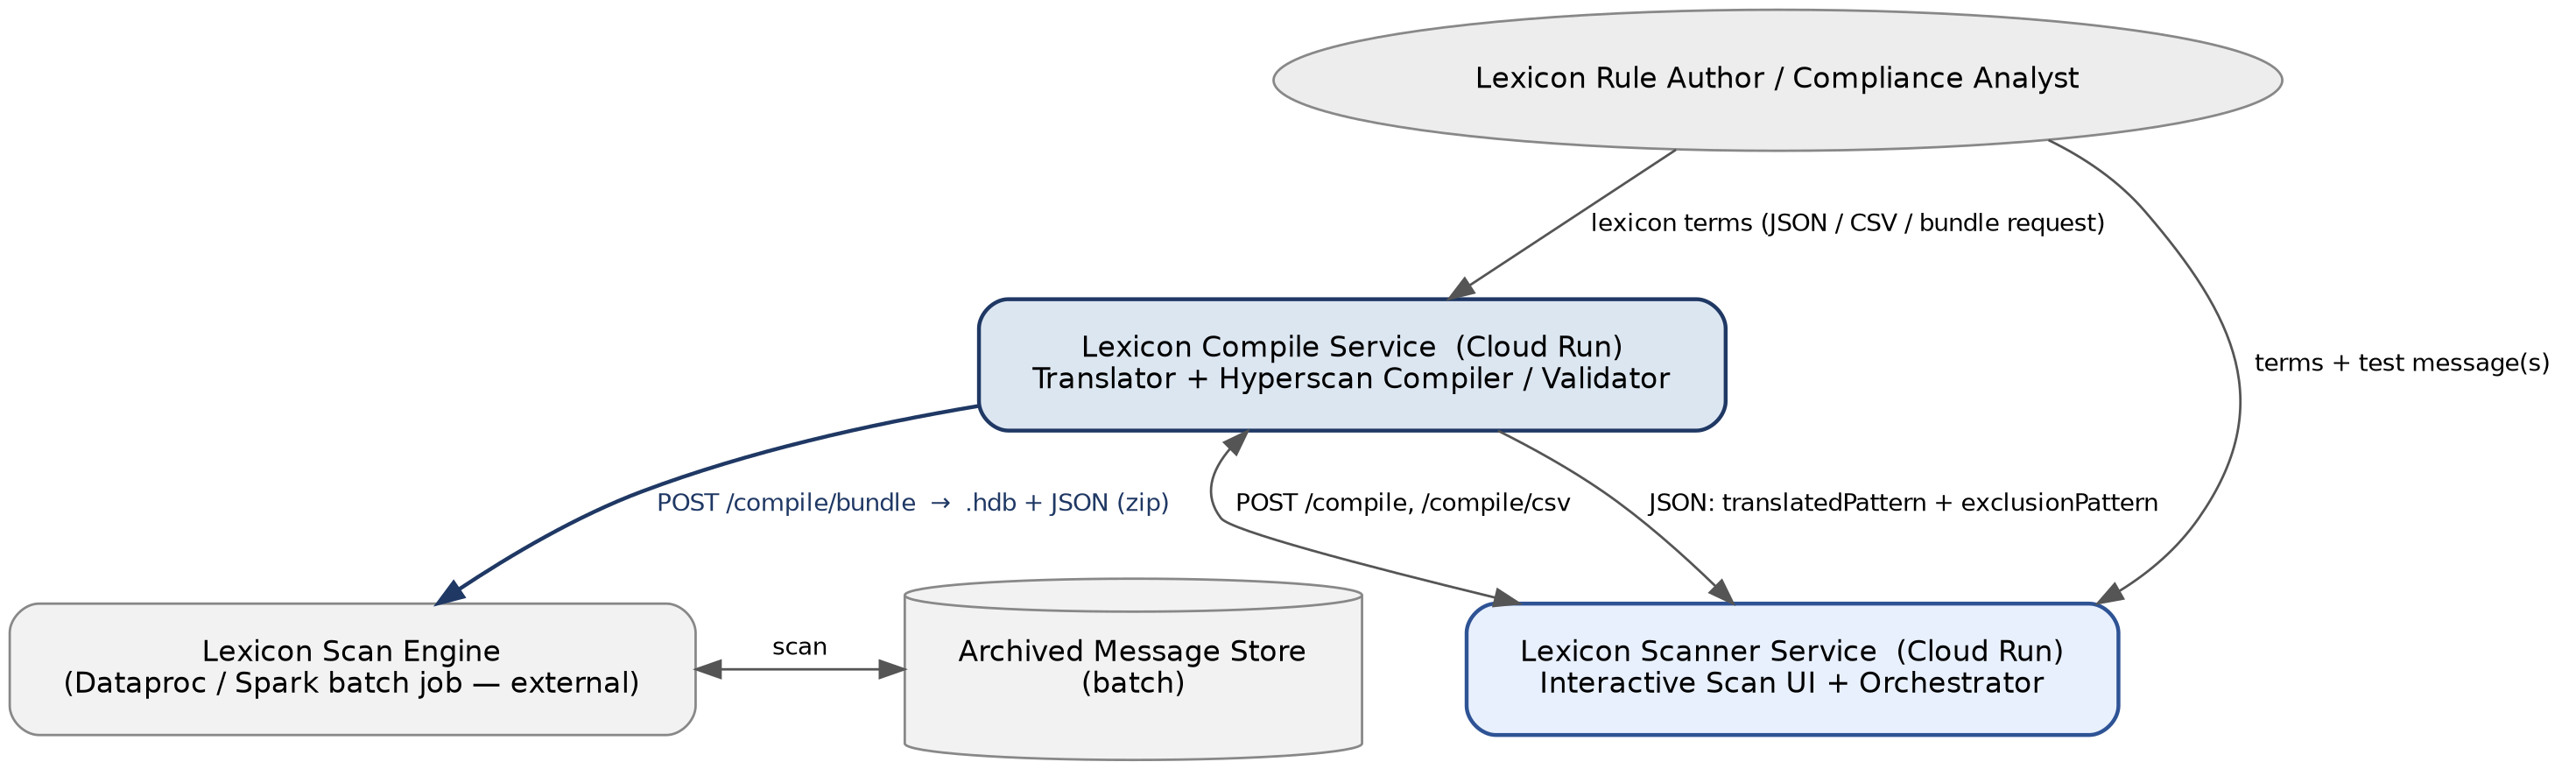 Lexicon Rule Author / Compliance Analyst
lexicon terms (JSON / CSV / bundle request)
Lexicon Compile Service  (Cloud Run)
Translator + Hyperscan Compiler / Validator
terms + test message(s)
POST /compile/bundle → .hdb + JSON (zip)
POST /compile, /compile/csv
JSON: translatedPattern + exclusionPattern
Lexicon Scan Engine
(Dataproc / Spark batch job — external)
scan
Archived Message Store
(batch)
Lexicon Scanner Service  (Cloud Run)
Interactive Scan UI + Orchestrator